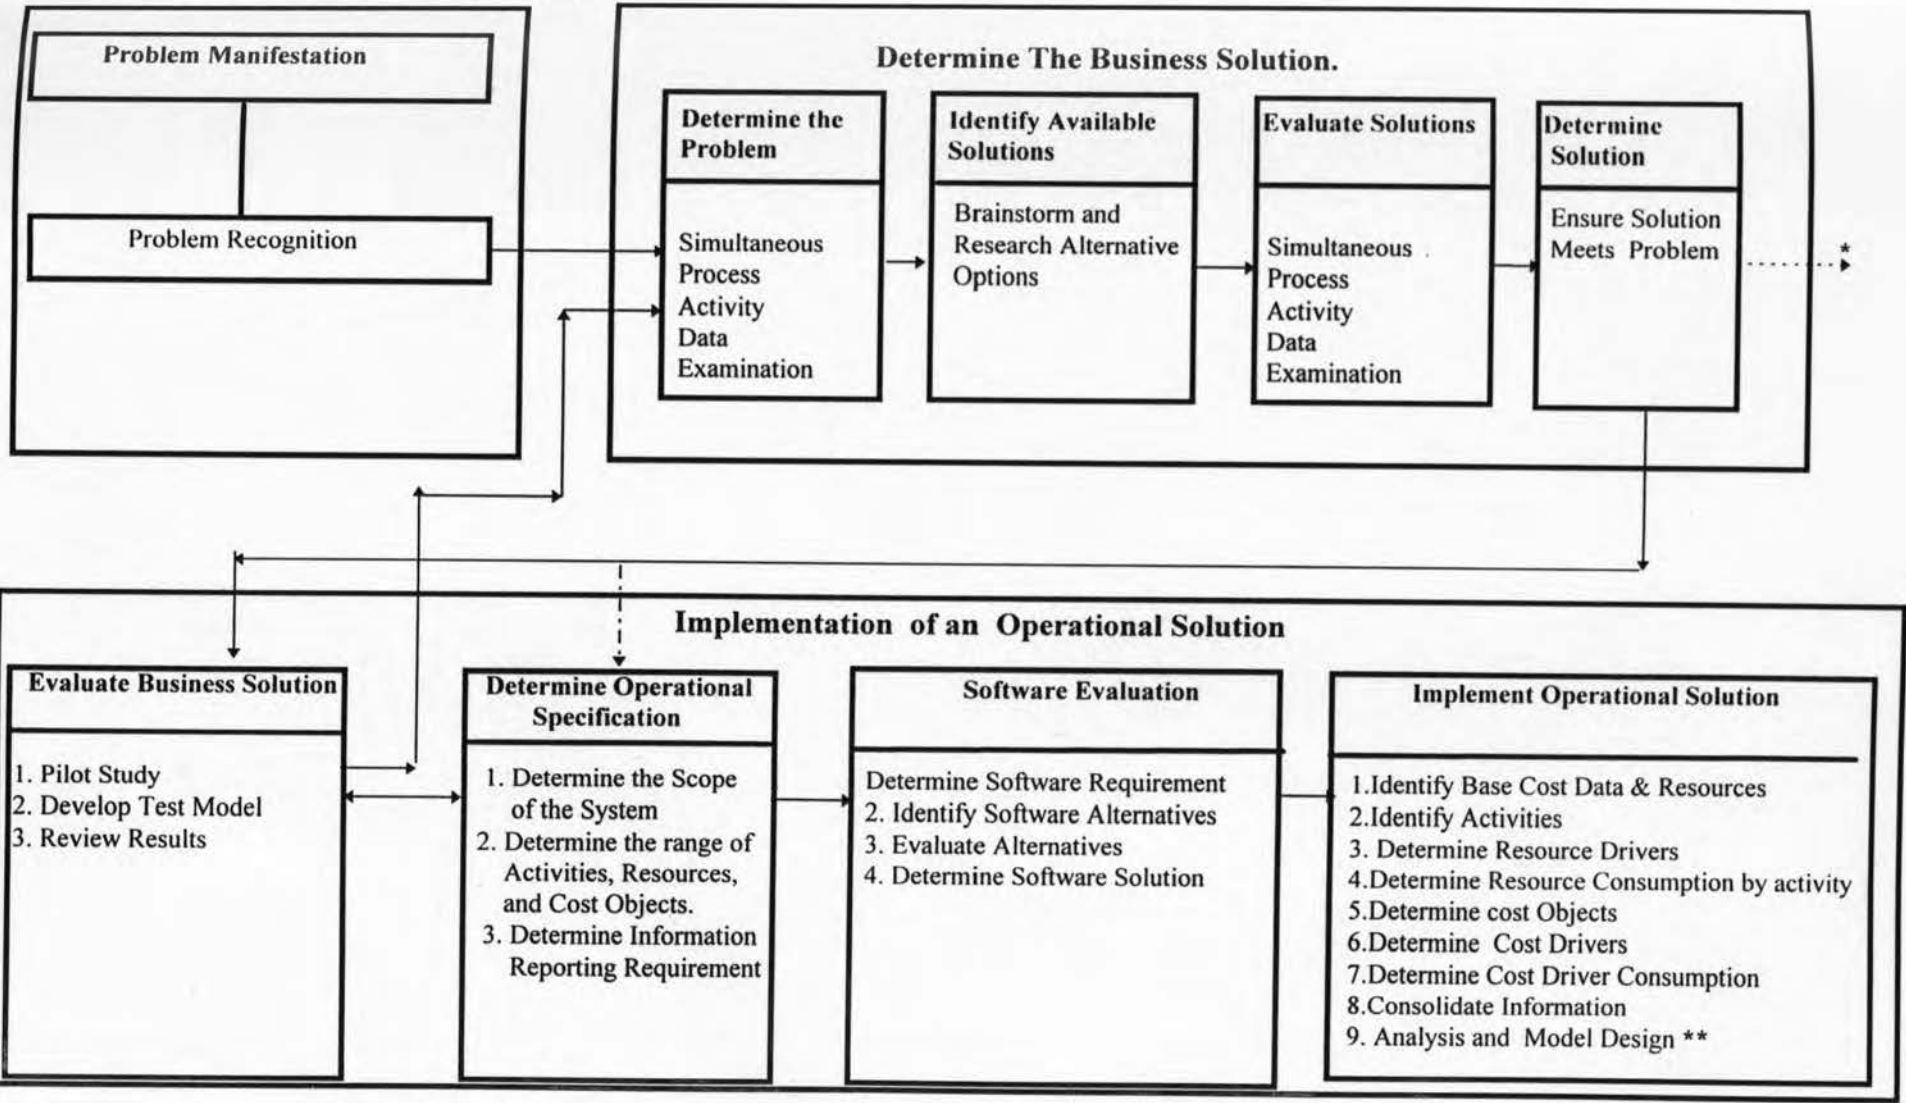 Problem Manifestation
Problem Recognition
Determine The Business Solution.
Determine the
Problem
Simultaneous
Process
Activity
Data
Examination
Identify Available
Solutions
Brainstorm and
Research Alternative
Options
Evaluate Solutions
Simultaneous
Process
Activity
Data
Examination
Determine
Solution
Ensure Solution
Meets Problem
*
Implementation of an Operational Solution
Evaluate Business Solution
1. Pilot Study
2. Develop Test Model
3. Review Results
Determine Operational
Specification
1. Determine the Scope
of the System
2. Determine the range of
Activities, Resources,
and Cost Objects.
3. Determine Information
Reporting Requirement
Software Evaluation
Determine Software Requirement
2. Identify Software Alternatives
3. Evaluate Alternatives
4. Determine Software Solution
Implement Operational Solution
1.Identify Base Cost Data & Resources
2.Identify Activities
3. Determine Resource Drivers
4.Determine Resource Consumption by activity
5.Determine cost Objects
6.Determine Cost Drivers
7.Determine Cost Driver Consumption
8.Consolidate Information
9. Analysis and Model Design **